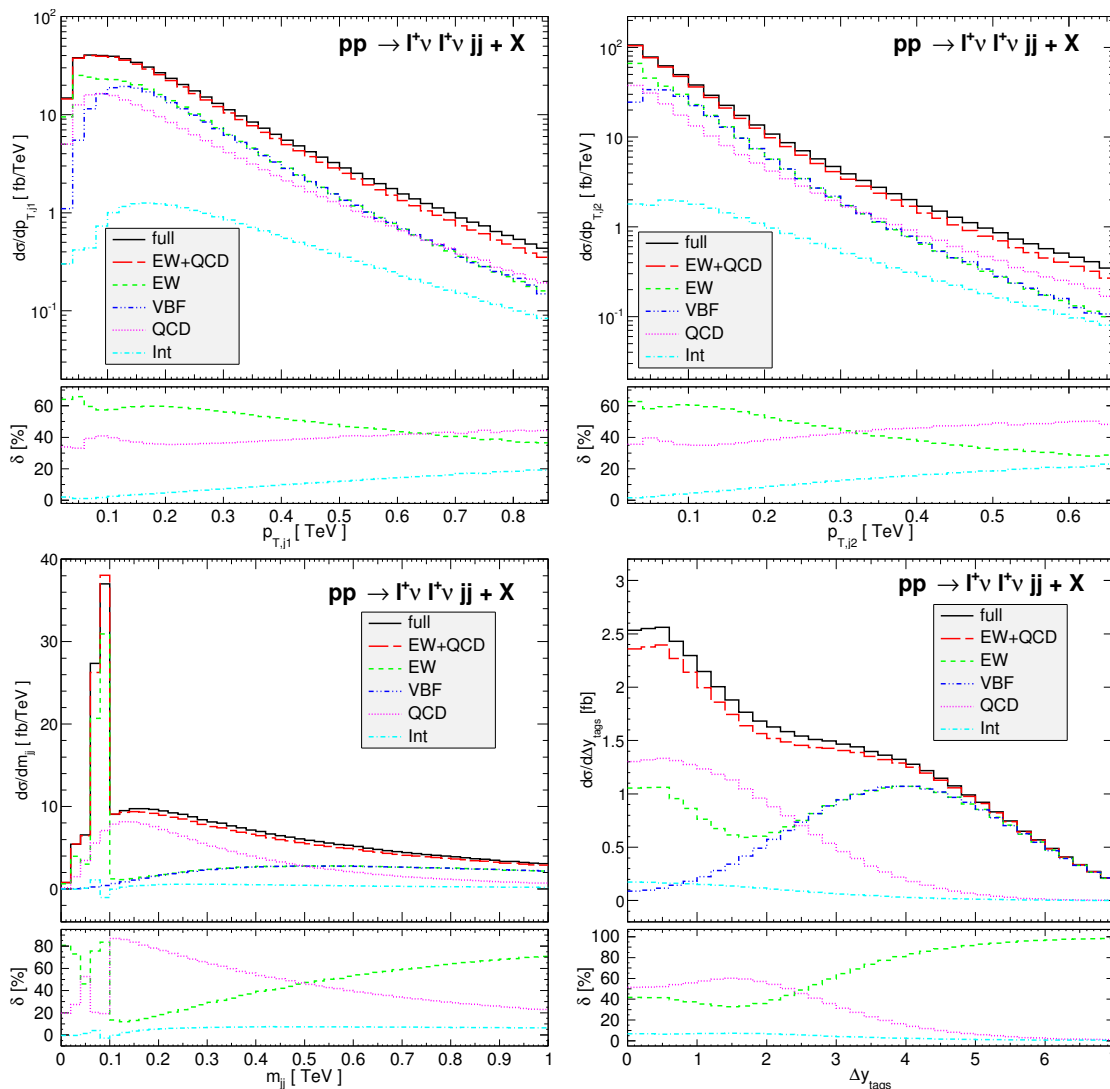 pp → l⁺ν l⁺ν jj + X
dσ/dp_T,j1 [ fb/TeV ]
10²
10
1
10⁻¹
full
EW+QCD
EW
VBF
QCD
Int
δ [%]
60
40
20
0
0.1 0.2 0.3 0.4 0.5 0.6 0.7 0.8
p_T,j1 [ TeV ]
pp → l⁺ν l⁺ν jj + X
dσ/dp_T,j2 [ fb/TeV ]
10²
10
1
10⁻¹
full
EW+QCD
EW
VBF
QCD
Int
δ [%]
60
40
20
0
0.1 0.2 0.3 0.4 0.5 0.6
p_T,j2 [ TeV ]
pp → l⁺ν l⁺ν jj + X
dσ/dm_jj [ fb/TeV ]
40
30
20
10
0
full
EW+QCD
EW
VBF
QCD
Int
δ [%]
80
60
40
20
0
0 0.1 0.2 0.3 0.4 0.5 0.6 0.7 0.8 0.9 1
m_jj [ TeV ]
pp → l⁺ν l⁺ν jj + X
dσ/dΔy_tags [fb]
3
2.5
2
1.5
1
0.5
0
full
EW+QCD
EW
VBF
QCD
Int
δ [%]
100
80
60
40
20
0
0 1 2 3 4 5 6
Δy_tags